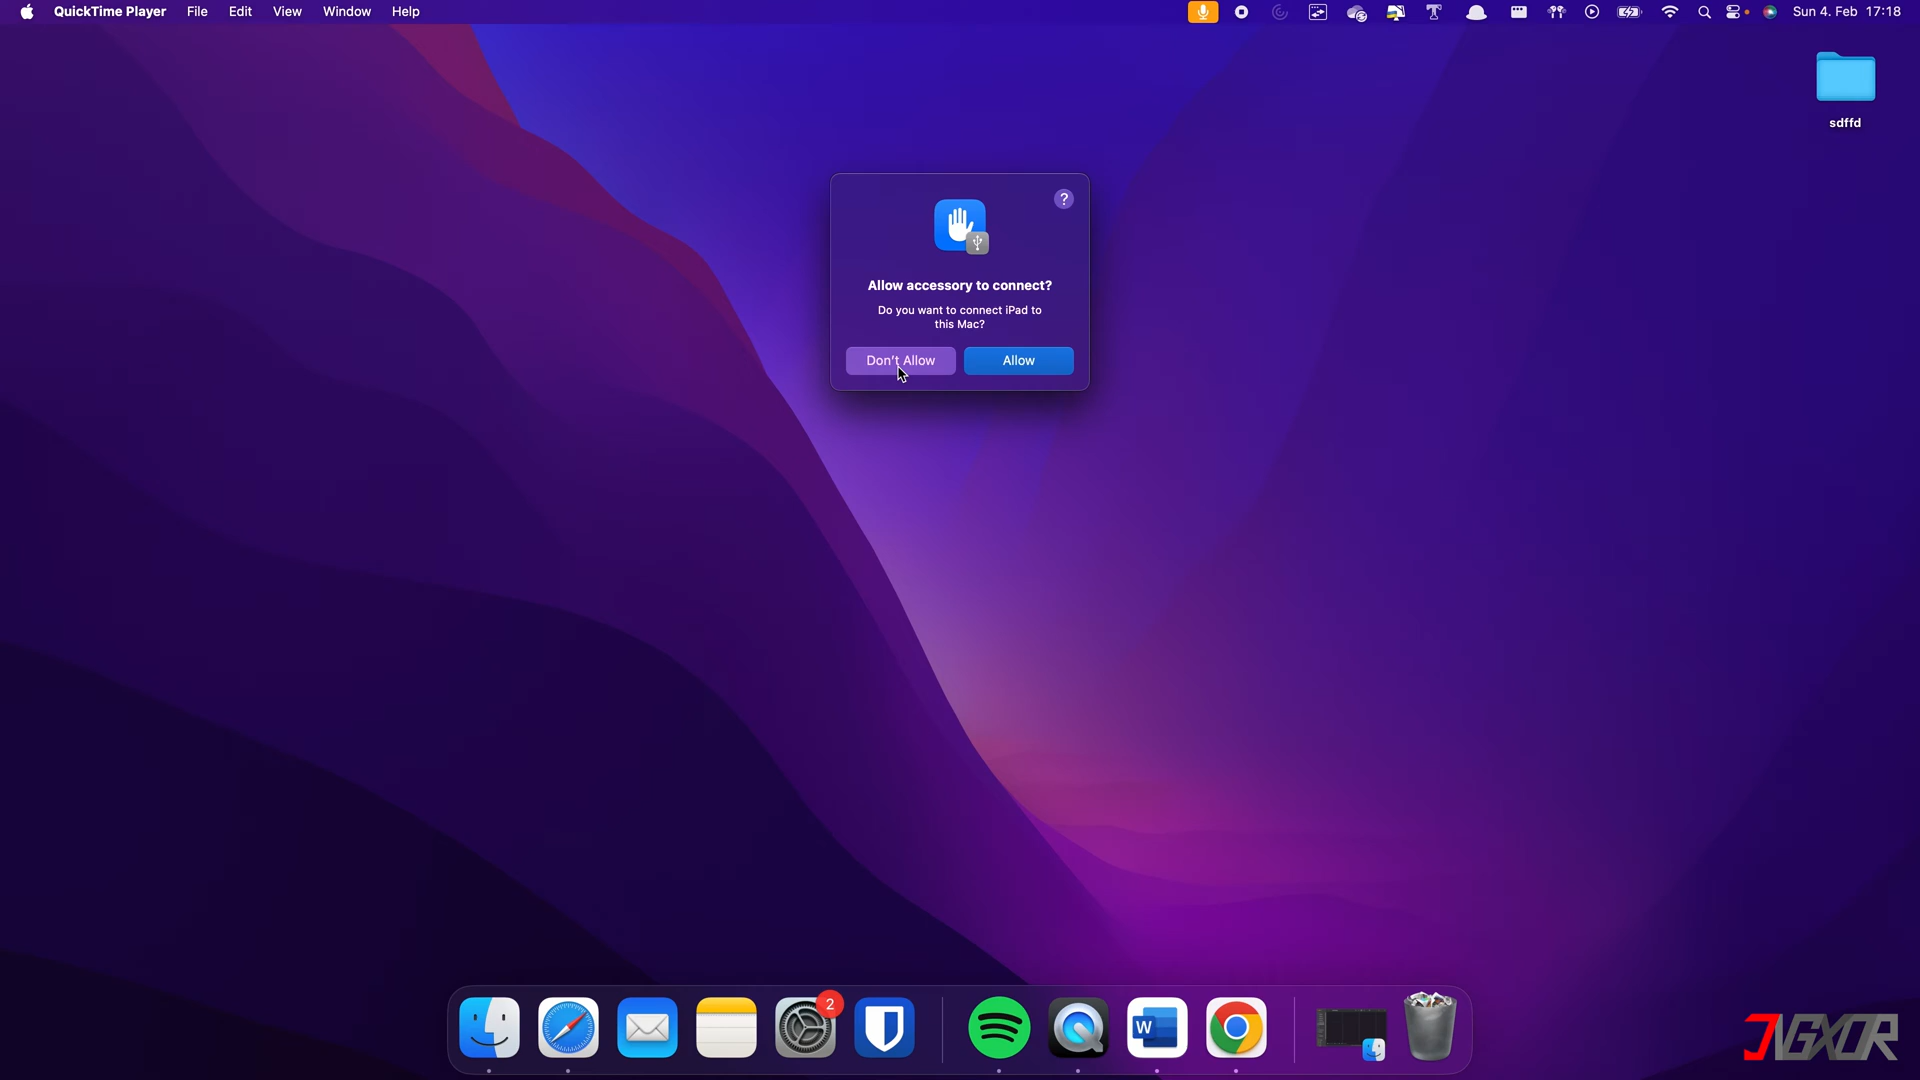 QuickTime Player File Edit View Window Help
Sun 4. Feb 17:18
sdffd
?
Allow accessory to connect?
Do you want to connect iPad to
this Mac?
Don't Allow
Allow
2
W
JVGXOR